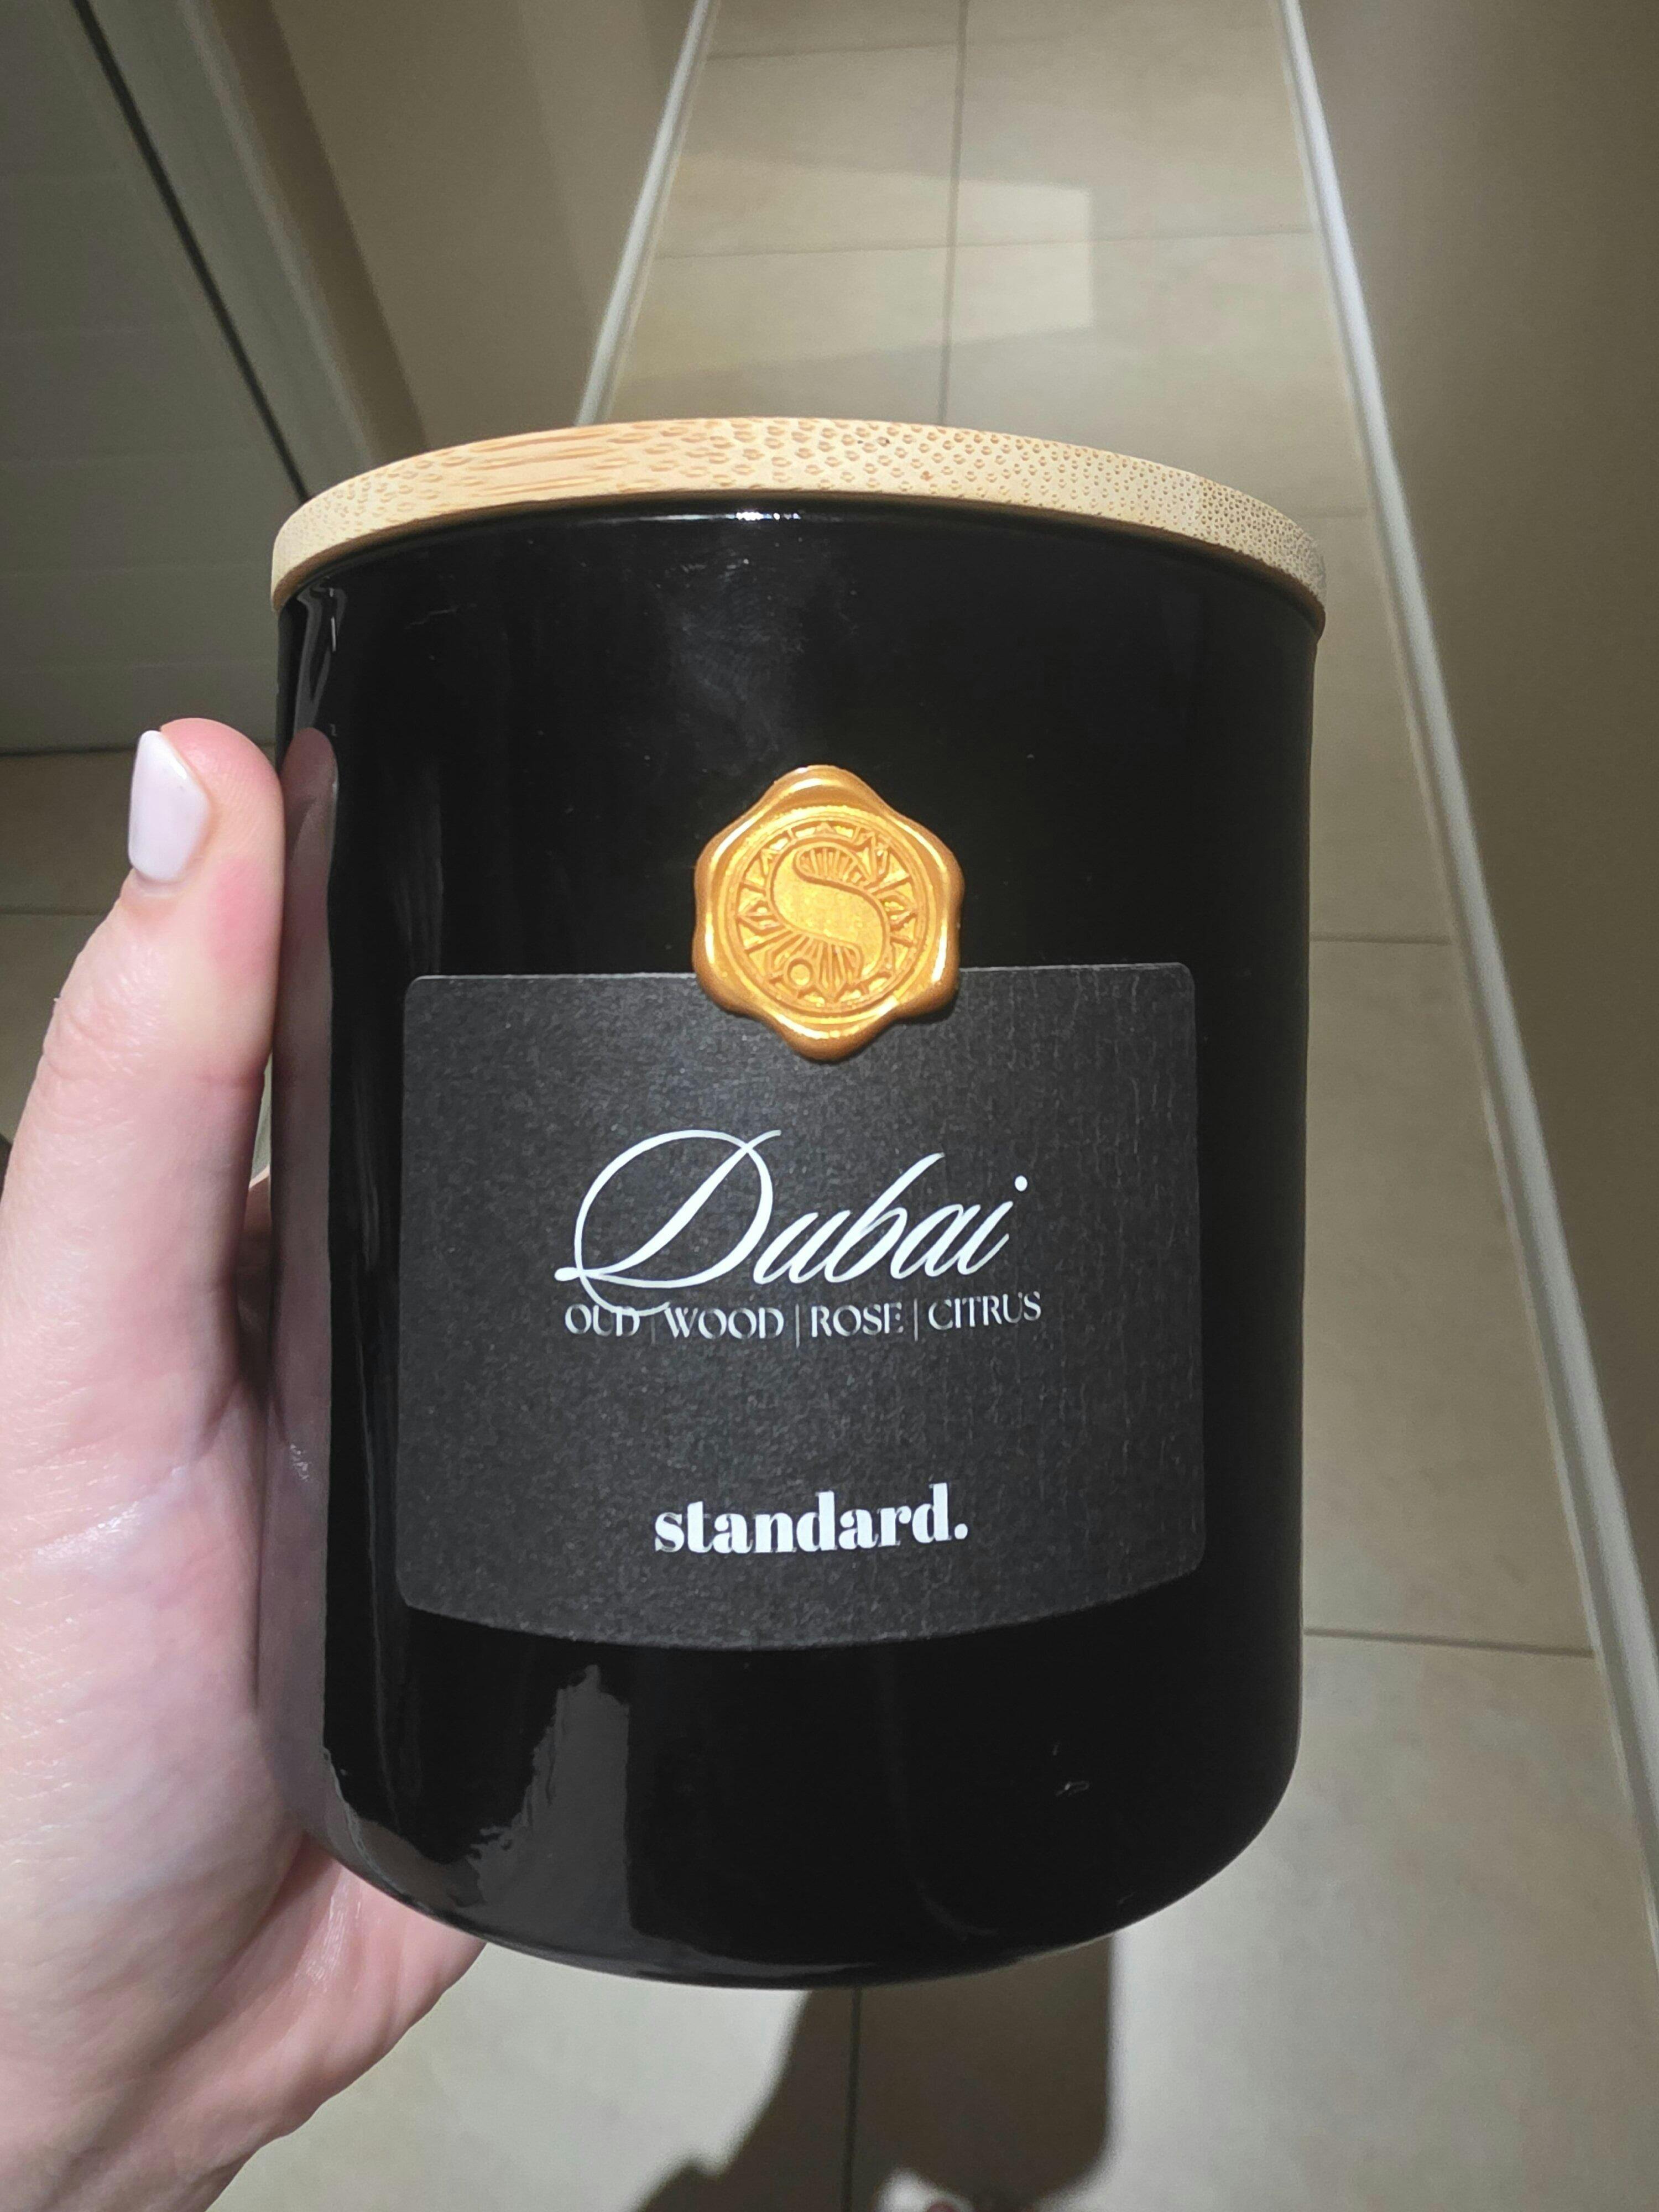 S
Dubai
OUD | WOOD | ROSE | CITRUS
standard.